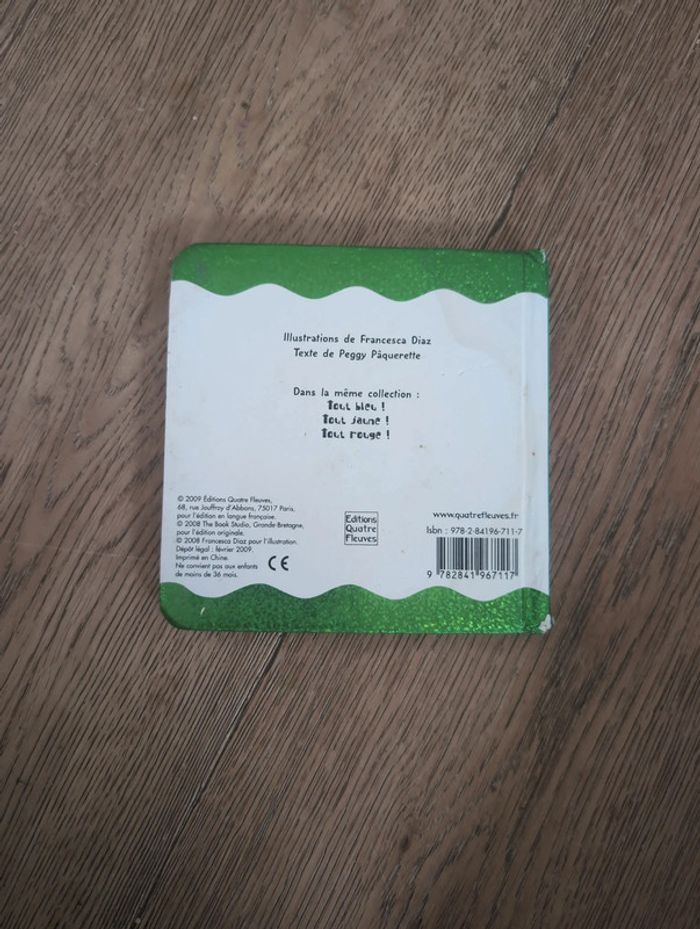 Illustrations de Francesca Diaz
Texte de Peggy Pâquerette
Dans la même collection :
Tout bleu !
Tout jaune !
Tout rouge !
© 2009 Éditions Quatre Fleuves,
68, rue Jouffroy d'Abbans, 75017 Paris,
pour l'édition en langue française.
© 2008 The Book Studio, Grande-Bretagne,
pour l'édition originale.
© 2008 Francesca Diaz pour l'illustration.
Dépôt légal : février 2009.
Imprimé en Chine.
Ne convient pas aux enfants
de moins de 36 mois.
CE
Editions
Quatre
Fleuves
www.quatrefleuves.fr
Isbn : 978-2-84196-711-7
9 782841 967117